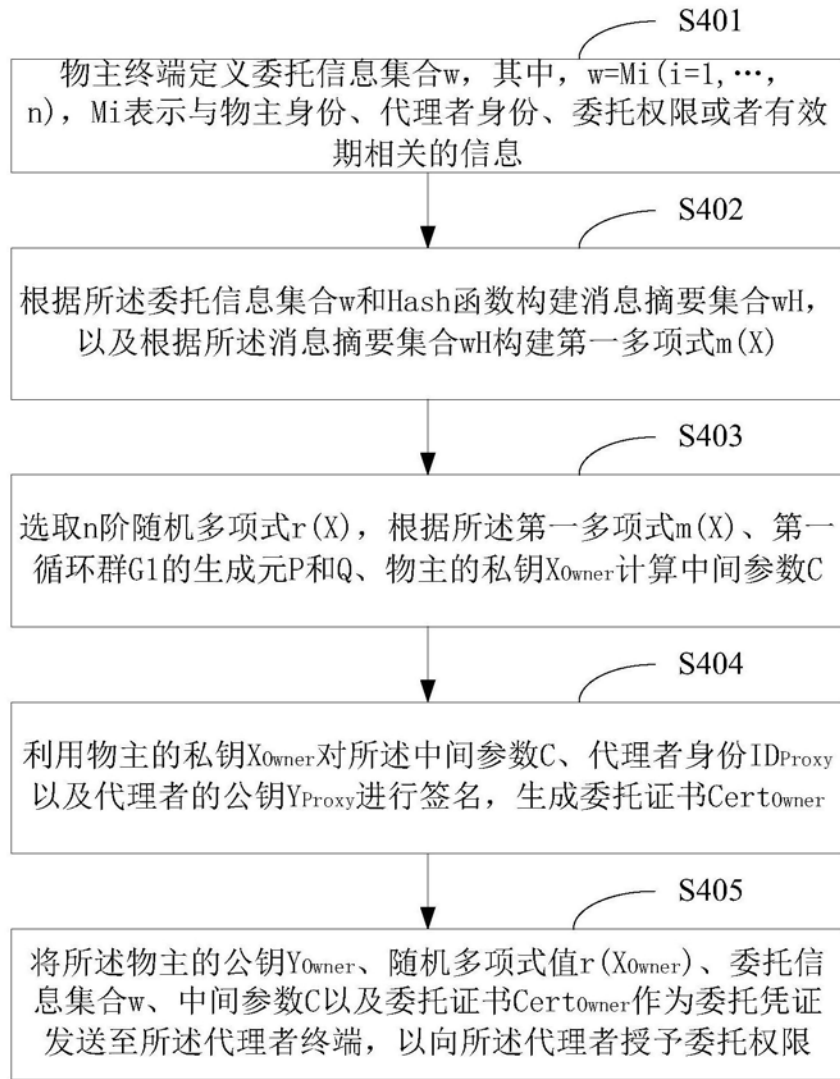 S401
物主终端定义委托信息集合w，其中，w=Mi(i=1,…,
n)，Mi表示与物主身份、代理者身份、委托权限或者有效
期相关的信息
S402
根据所述委托信息集合w和Hash函数构建消息摘要集合wH，
以及根据所述消息摘要集合wH构建第一多项式m(X)
S403
选取n阶随机多项式r(X)，根据所述第一多项式m(X)、第一
循环群G1的生成元P和Q、物主的私钥XOwner计算中间参数C
S404
利用物主的私钥XOwner对所述中间参数C、代理者身份IDProxy
以及代理者的公钥YProxy进行签名，生成委托证书CertOwner
S405
将所述物主的公钥YOwner、随机多项式值r(XOwner)、委托信
息集合w、中间参数C以及委托证书CertOwner作为委托凭证
发送至所述代理者终端，以向所述代理者授予委托权限